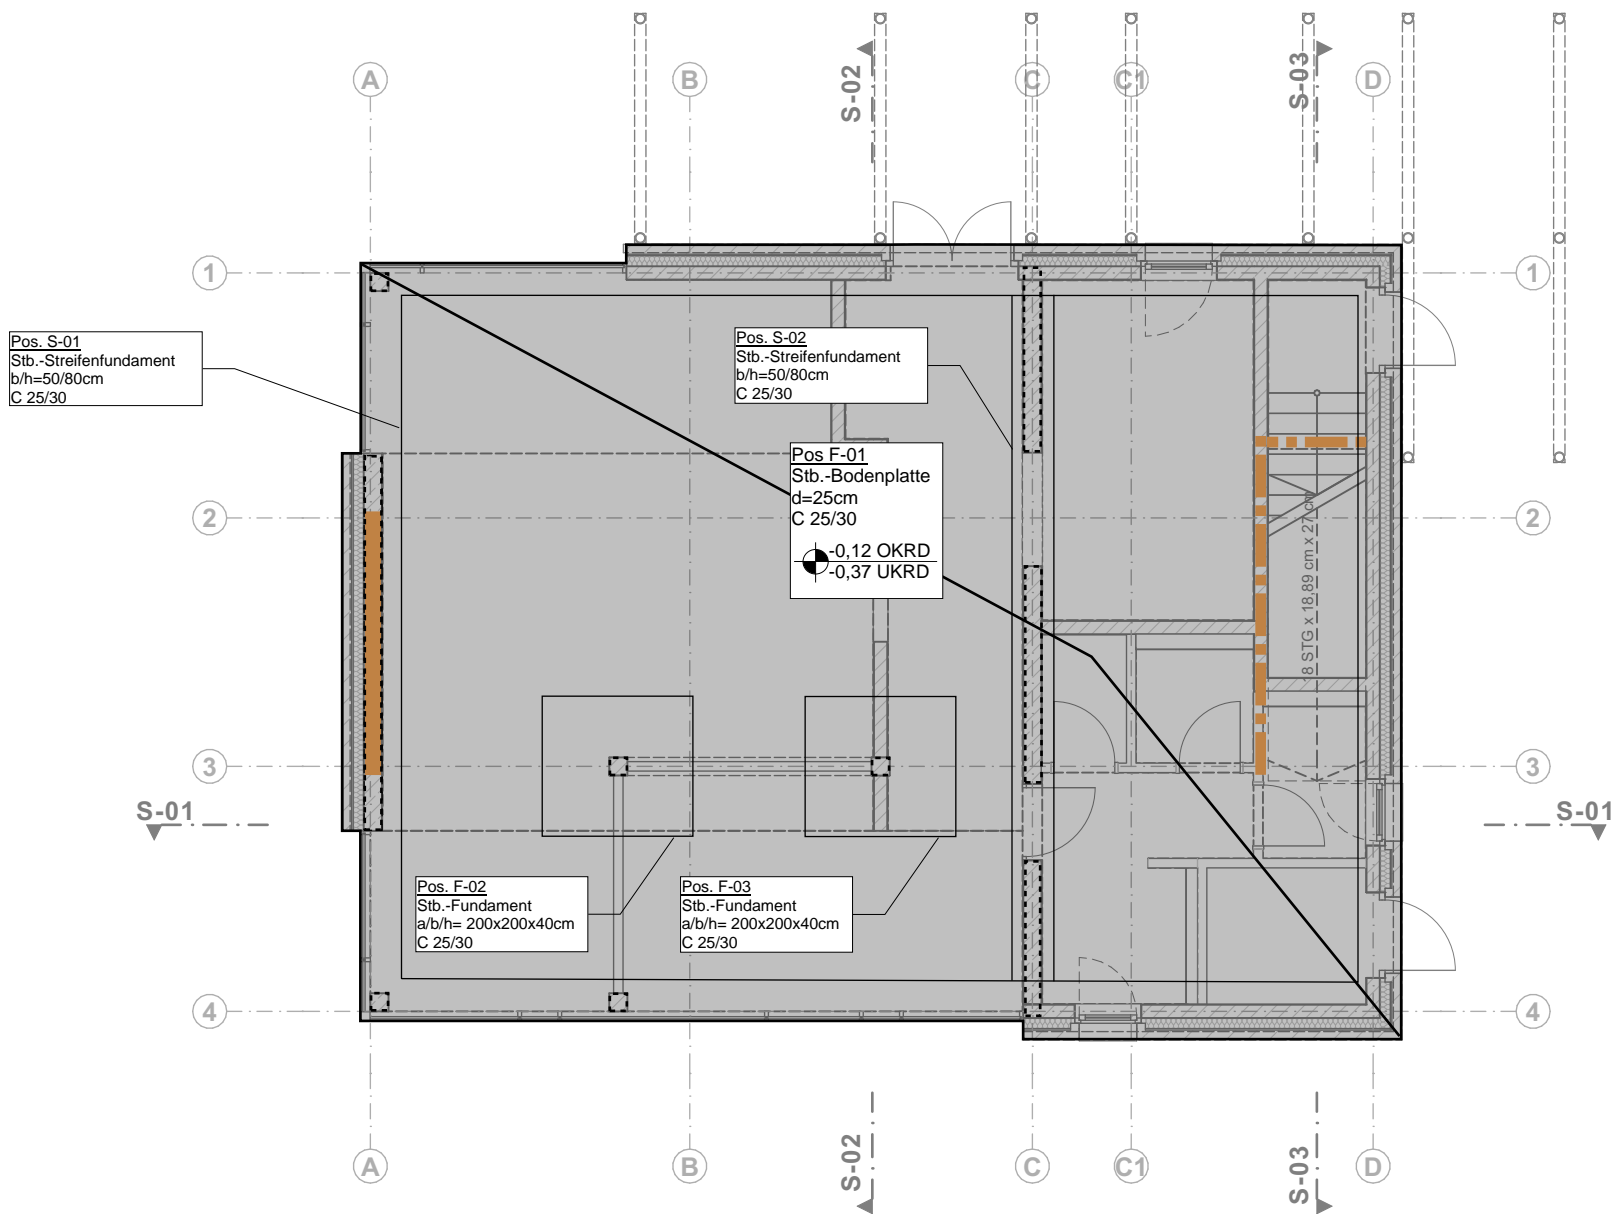 A
B
S-02
C
C1
S-03
D
1
1
Pos. S-01
Stb.-Streifenfundament
b/h=50/80cm
C 25/30
Pos. S-02
Stb.-Streifenfundament
b/h=50/80cm
C 25/30
Pos F-01
Stb.-Bodenplatte
d=25cm
C 25/30
-0,12 OKRD
-0,37 UKRD
2
2
18 STG x 18,89 cm x 27 cm
3
3
S-01
S-01
Pos. F-02
Stb.-Fundament
a/b/h= 200x200x40cm
C 25/30
Pos. F-03
Stb.-Fundament
a/b/h= 200x200x40cm
C 25/30
4
4
A
B
S-02
C
C1
S-03
D